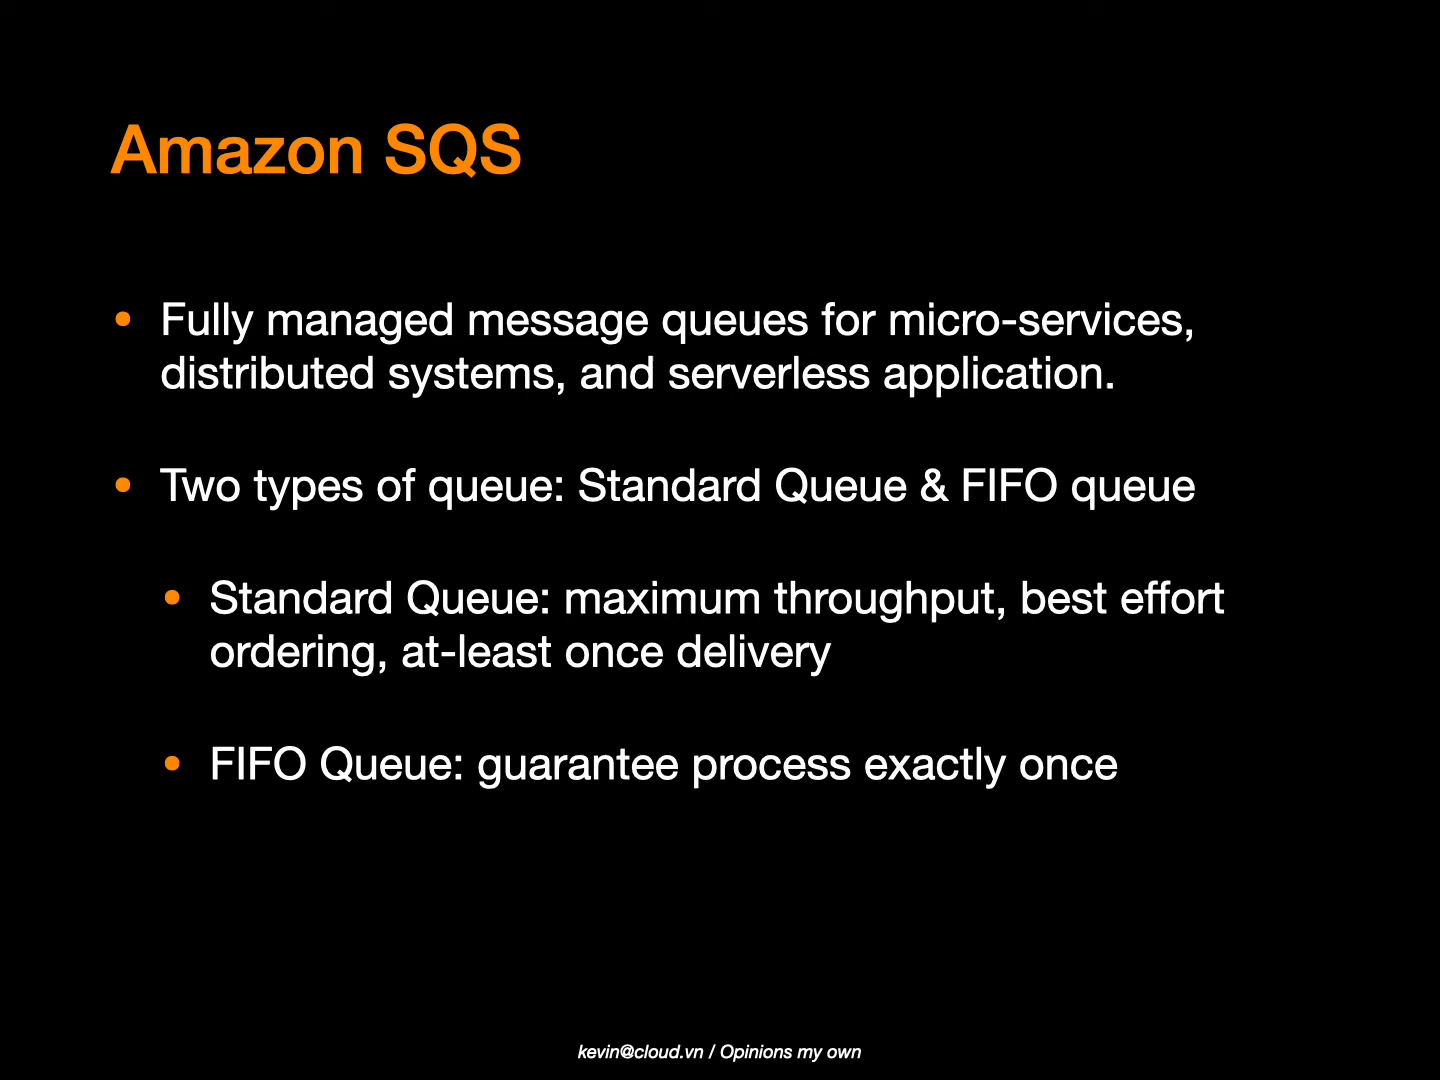 Amazon SQS
• Fully managed message queues for micro-services,
distributed systems, and serverless application.
• Two types of queue: Standard Queue & FIFO queue
• Standard Queue: maximum throughput, best effort
ordering, at-least once delivery
• FIFO Queue: guarantee process exactly once
kevin@cloud.vn / Opinions my own